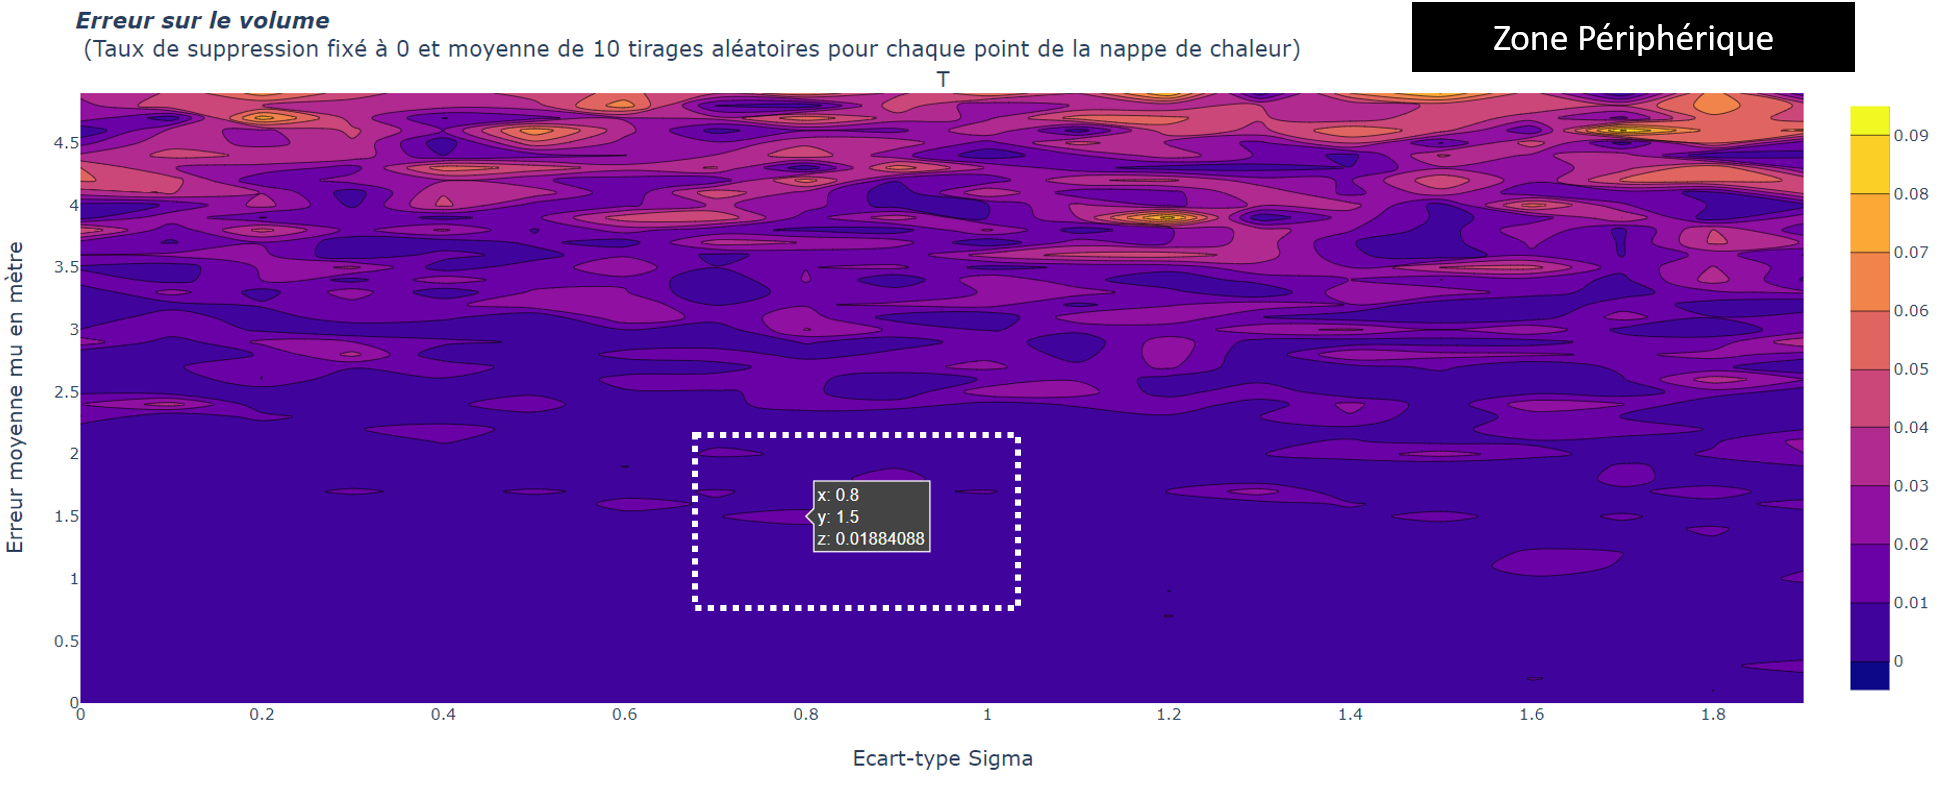 Erreur sur le volume
(Taux de suppression fixé à 0 et moyenne de 10 tirages aléatoires pour chaque point de la nappe de chaleur)
Zone Périphérique
T
Erreur moyenne mu en mètre
4.5
4
3.5
3
2.5
2
1.5
1
0.5
0
x: 0.8
y: 1.5
z: 0.01884088
0 0.2 0.4 0.6 0.8 1 1.2 1.4 1.6 1.8
Ecart-type Sigma
0.09
0.08
0.07
0.06
0.05
0.04
0.03
0.02
0.01
0